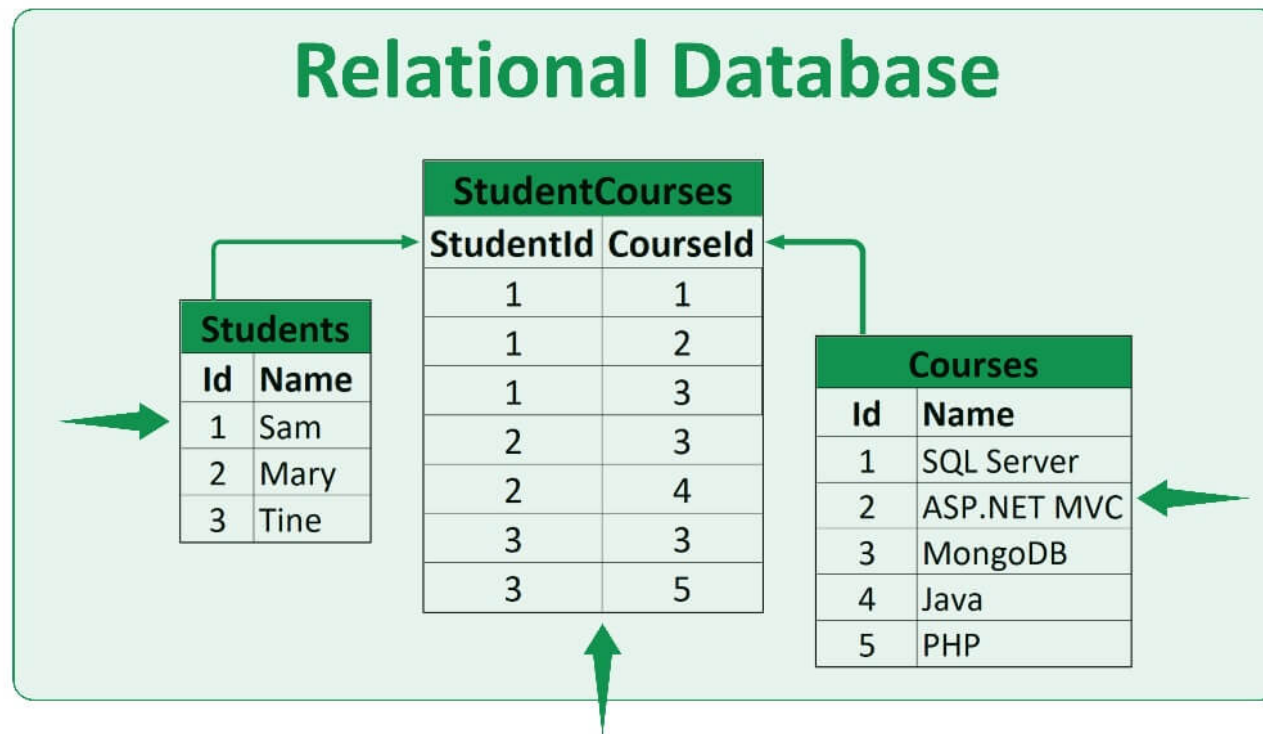 Relational Database
StudentCourses
StudentId CourseId
1 1
1 2
1 3
2 3
2 4
3 3
3 5
Students
Id Name
1 Sam
2 Mary
3 Tine
Courses
Id Name
1 SQL Server
2 ASP.NET MVC
3 MongoDB
4 Java
5 PHP